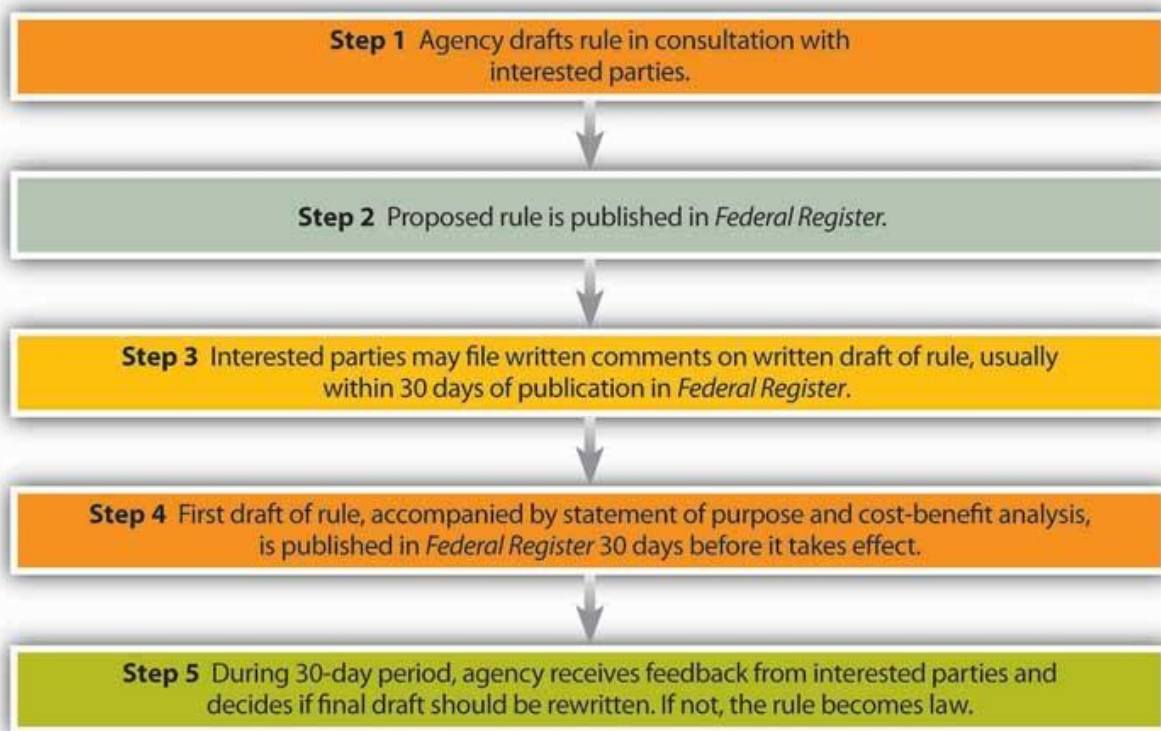 Step 1 Agency drafts rule in consultation with
interested parties.
Step 2 Proposed rule is published in Federal Register.
Step 3 Interested parties may file written comments on written draft of rule, usually
within 30 days of publication in Federal Register.
Step 4 First draft of rule, accompanied by statement of purpose and cost-benefit analysis,
is published in Federal Register 30 days before it takes effect.
Step 5 During 30-day period, agency receives feedback from interested parties and
decides if final draft should be rewritten. If not, the rule becomes law.